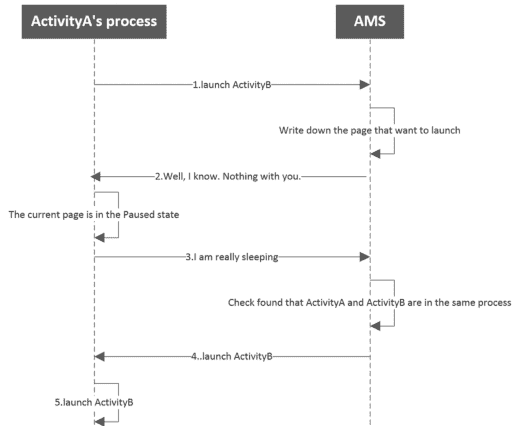 ActivityA's process
AMS
1.launch ActivityB
Write down the page that want to launch
2.Well, I know. Nothing with you.
The current page is in the Paused state
3.I am really sleeping
Check found that ActivityA and ActivityB are in the same process
4..launch ActivityB
5.launch ActivityB